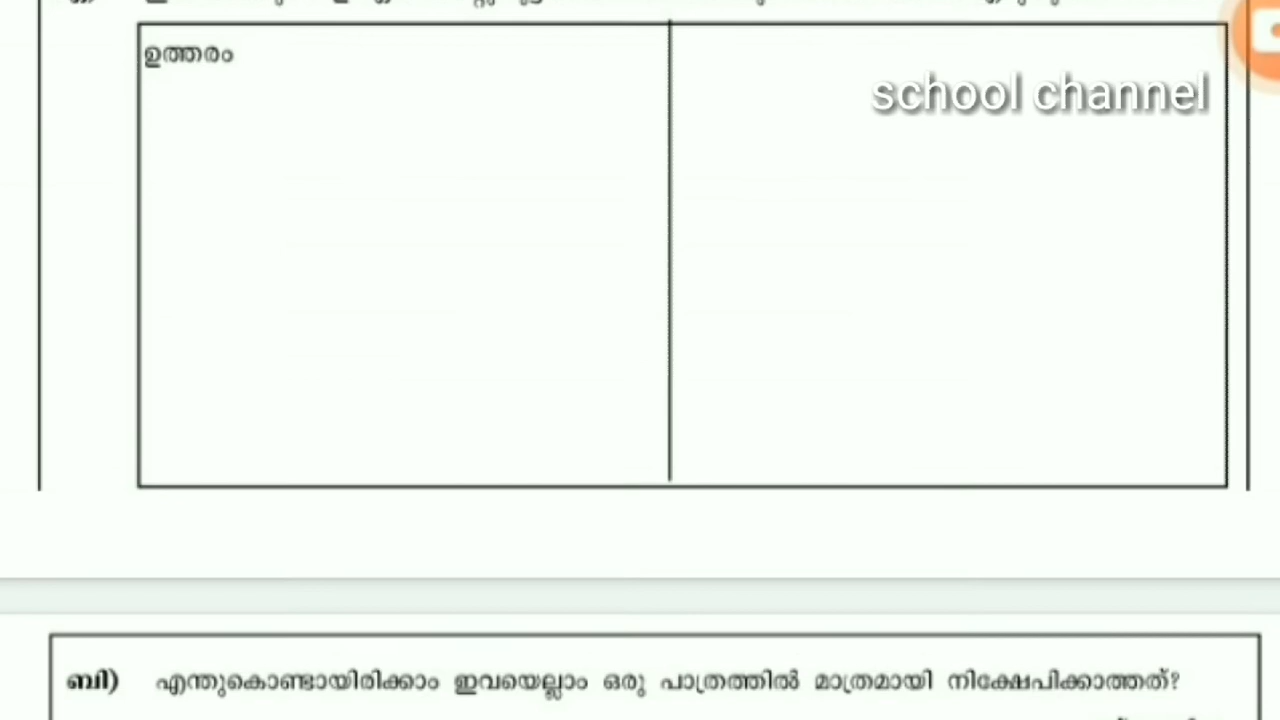 ഉത്തരം
school channel
ബി) എന്തുകൊണ്ടായിരിക്കാം ഇവയെല്ലാം ഒരു പാത്രത്തിൽ മാത്രമായി നിക്ഷേപിക്കാത്തത്?